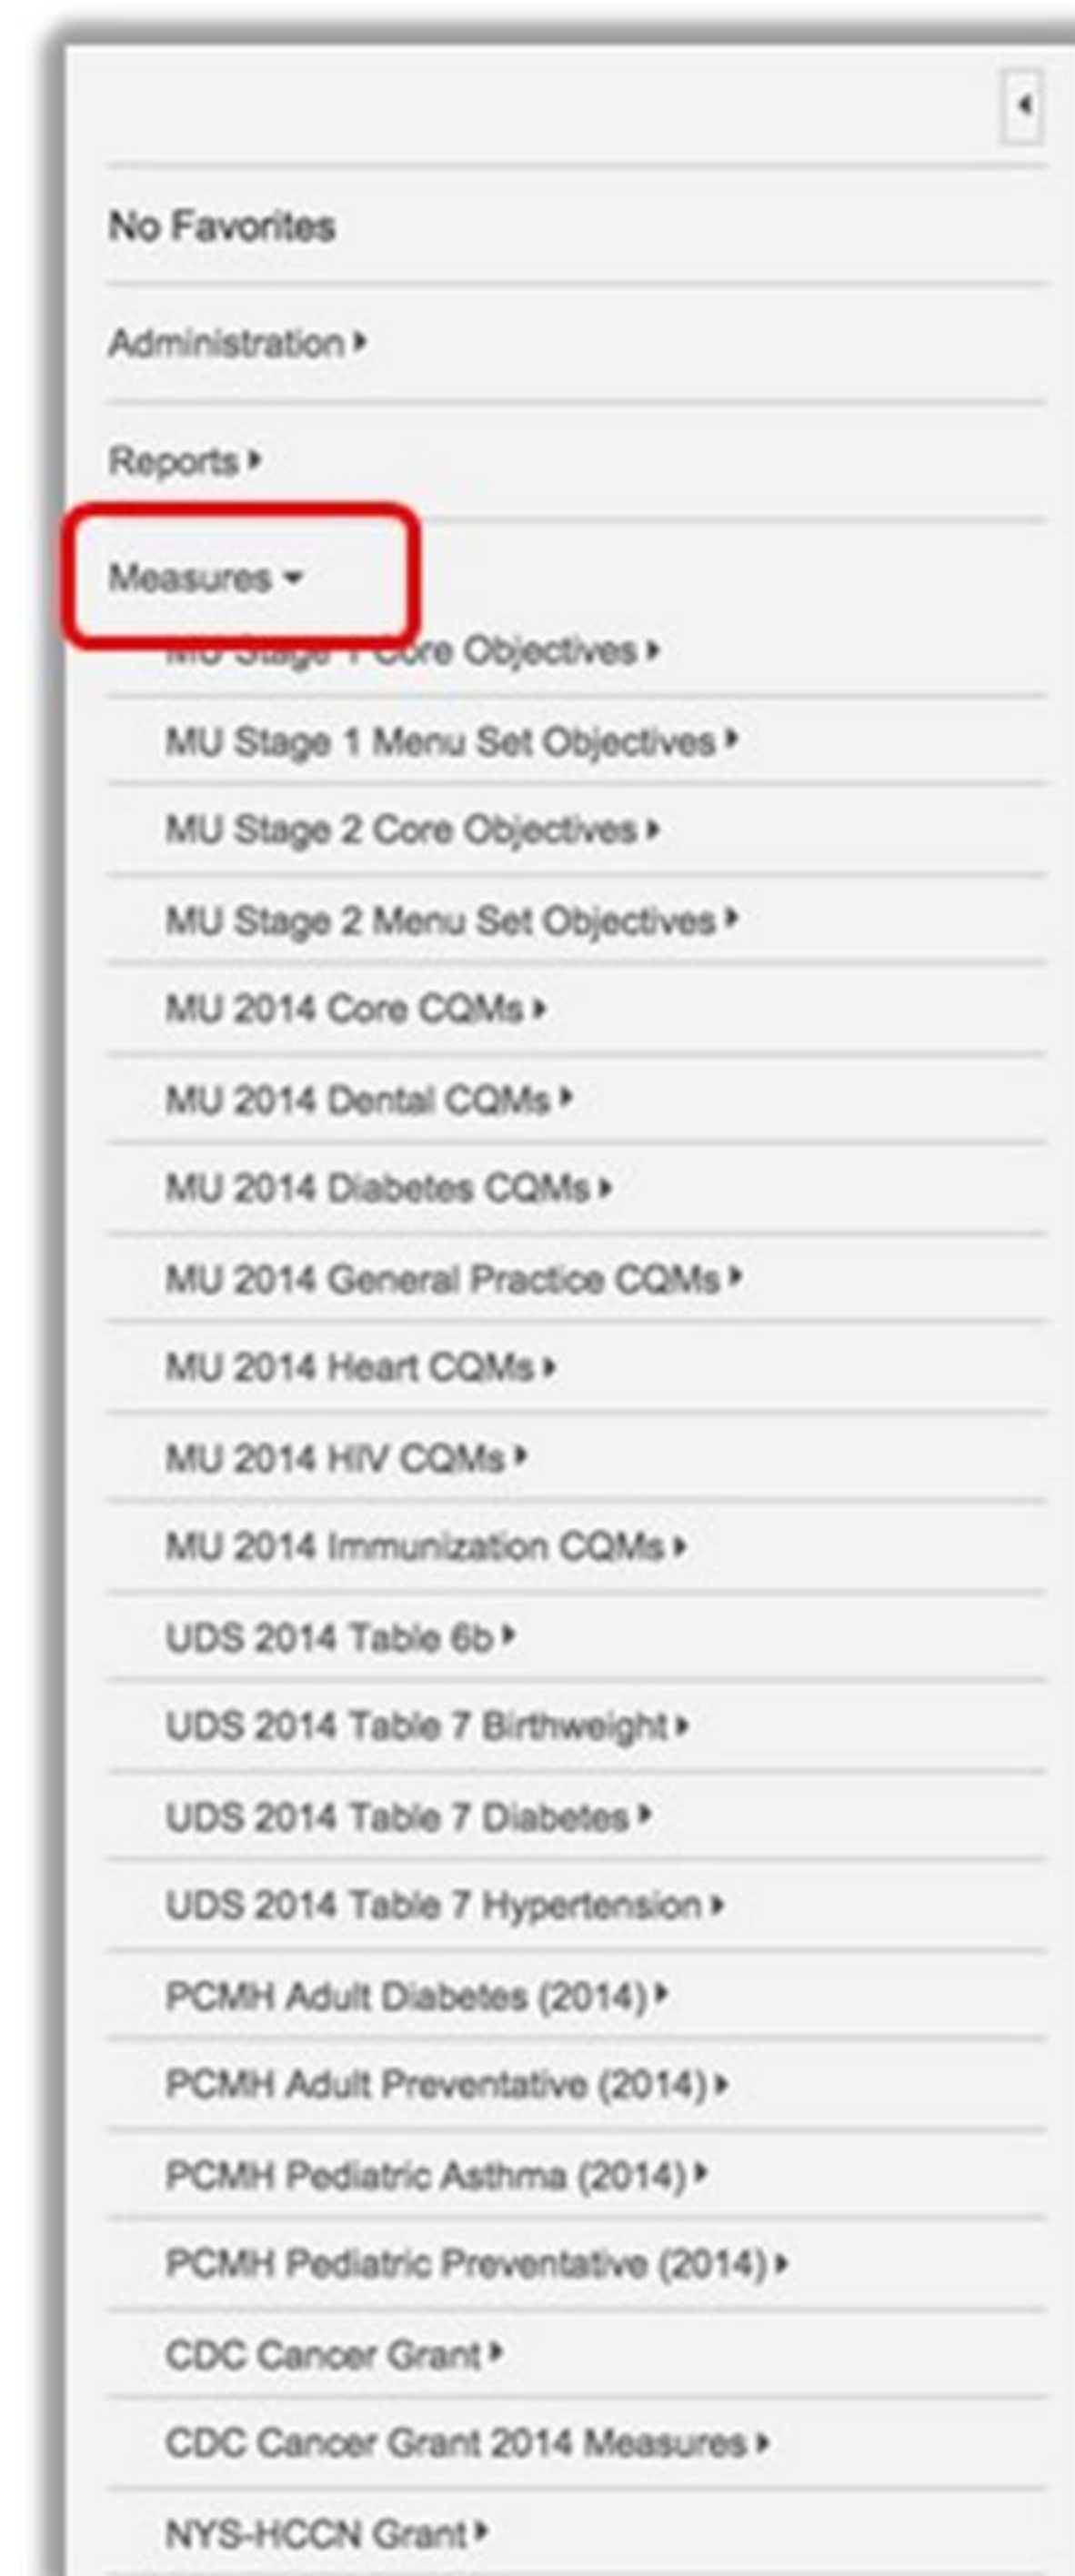 No Favorites
Administration
Reports
Measures
MU Stage 1 Core Objectives
MU Stage 1 Menu Set Objectives
MU Stage 2 Core Objectives
MU Stage 2 Menu Set Objectives
MU 2014 Core CQMs
MU 2014 Dental CQMs
MU 2014 Diabetes CQMs
MU 2014 General Practice CQMs
MU 2014 Heart CQMs
MU 2014 HIV CQMs
MU 2014 Immunization CQMs
UDS 2014 Table 6b
UDS 2014 Table 7 Birthweight
UDS 2014 Table 7 Diabetes
UDS 2014 Table 7 Hypertension
PCMH Adult Diabetes (2014)
PCMH Adult Preventative (2014)
PCMH Pediatric Asthma (2014)
PCMH Pediatric Preventative (2014)
CDC Cancer Grant
CDC Cancer Grant 2014 Measures
NYS-HCCN Grant